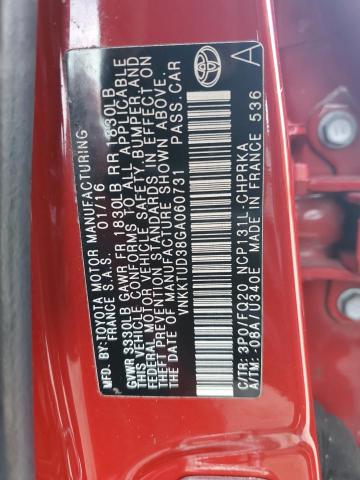 MFD. BY: TOYOTA MOTOR MANUFACTURING
FRANCE S.A.S. 01/16
GVWR 3330LB GAWR FR 1830LB RR 1830LB
THIS VEHICLE CONFORMS TO ALL APPLICABLE
FEDERAL MOTOR VEHICLE SAFETY, BUMPER AND
THEFT PREVENTION STANDARDS IN EFFECT ON
THE DATE OF MANUFACTURE SHOWN ABOVE.
VNKKTUD38GA060731 PASS.CAR
A
C/TR: 3P0/FC20 NCP131L-CHPRKA
A/TM: -06A/U340E MADE IN FRANCE 536